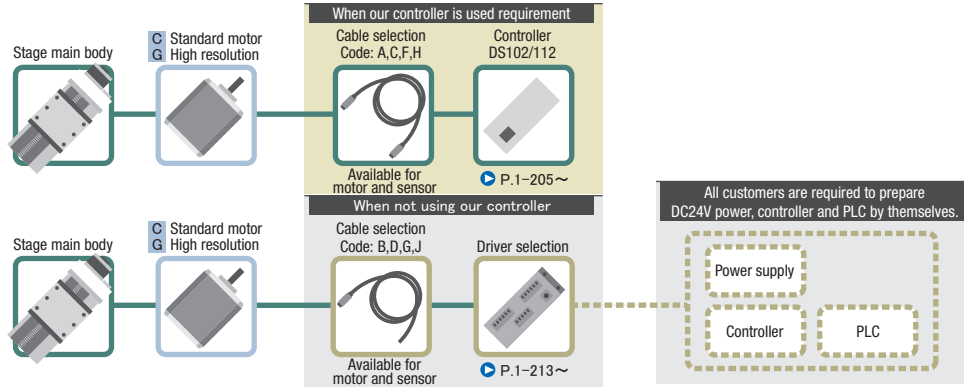 When our controller is used requirement
Stage main body
C Standard motor
G High resolution
Cable selection
Code: A,C,F,H
Controller
DS102/112
Available for
motor and sensor
P.1-205~
When not using our controller
Stage main body
C Standard motor
G High resolution
Cable selection
Code: B,D,G,J
Driver selection
Available for
motor and sensor
P.1-213~
All customers are required to prepare
DC24V power, controller and PLC by themselves.
Power supply
Controller
PLC